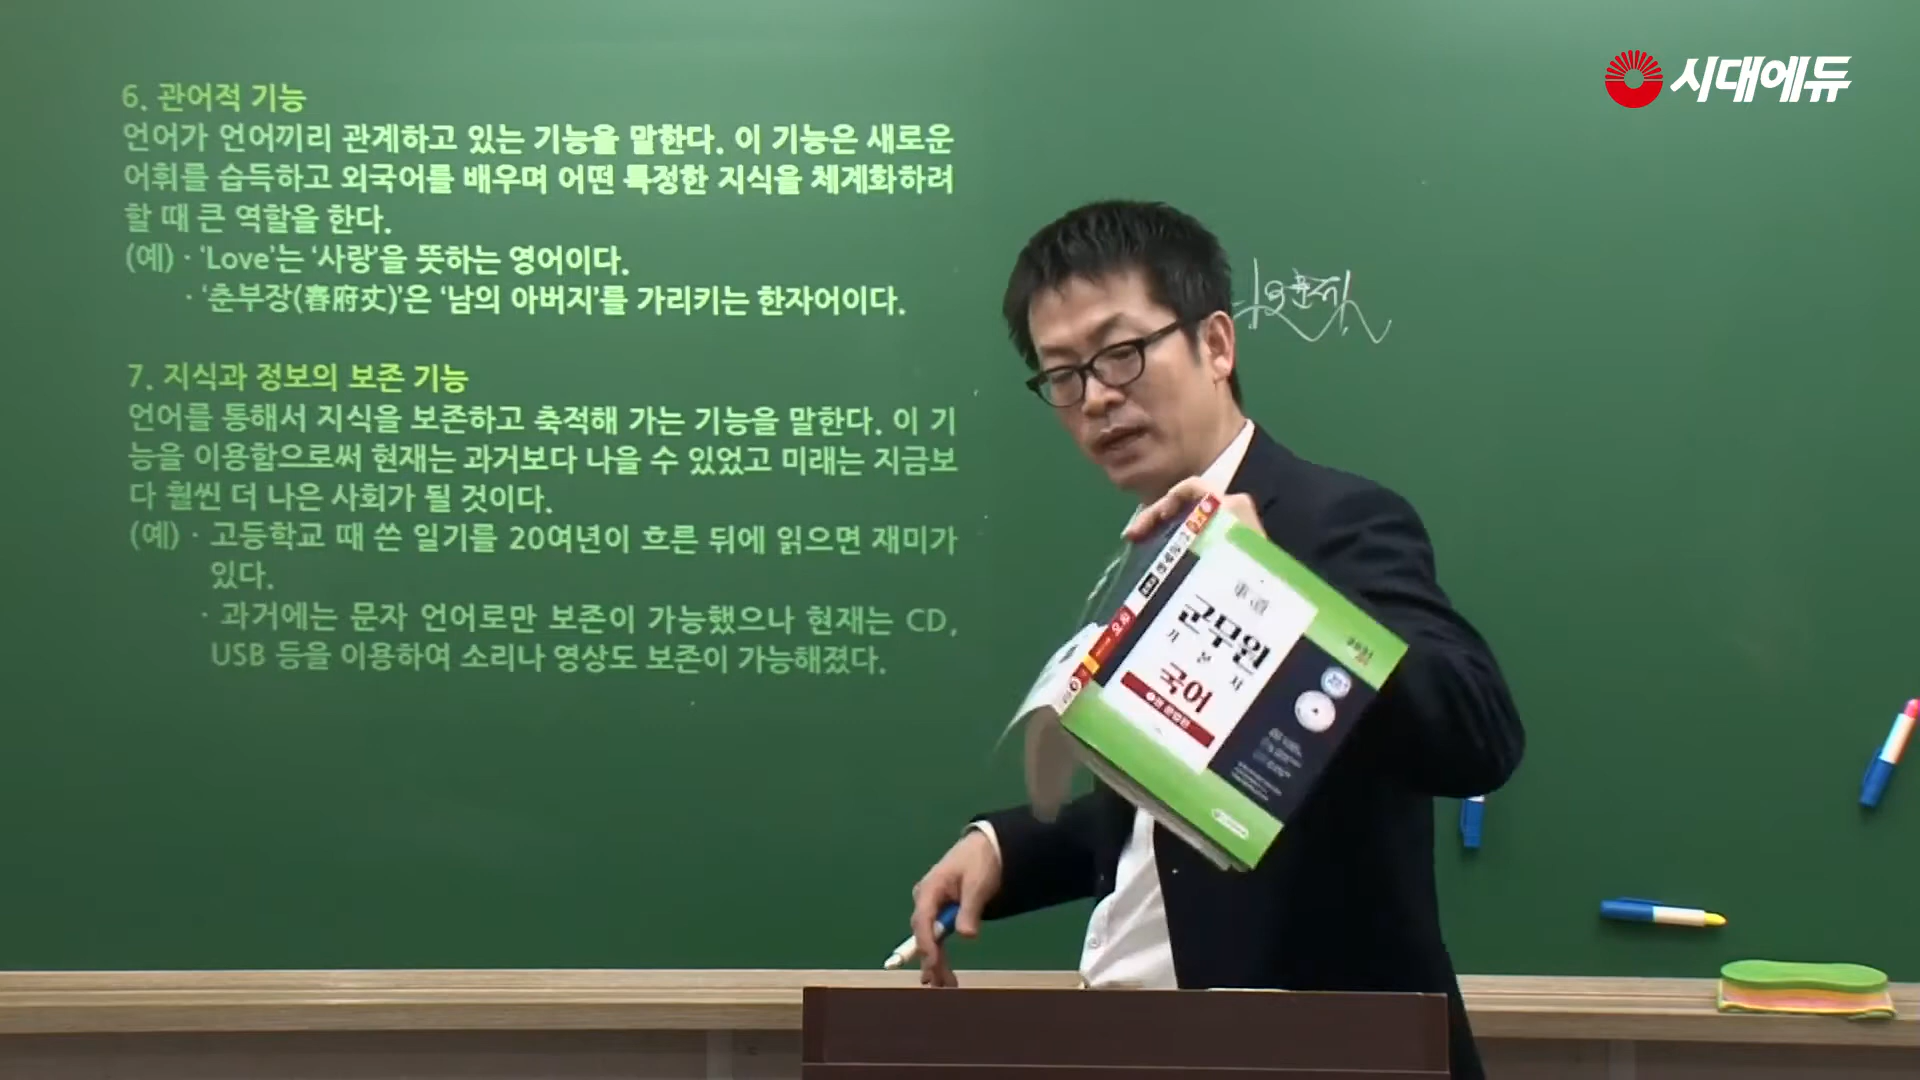 시대에듀
6. 관어적 기능
언어가 언어끼리 관계하고 있는 기능을 말한다. 이 기능은 새로운
어휘를 습득하고 외국어를 배우며 어떤 특정한 지식을 체계화하려
할 때 큰 역할을 한다.
(예) · ‘Love’는 ‘사랑’을 뜻하는 영어이다.
· ‘춘부장(春府丈)’은 ‘남의 아버지’를 가리키는 한자어이다.
7. 지식과 정보의 보존 기능
언어를 통해서 지식을 보존하고 축적해 가는 기능을 말한다. 이 기
능을 이용함으로써 현재는 과거보다 나을 수 있었고 미래는 지금보
다 훨씬 더 나은 사회가 될 것이다.
(예) · 고등학교 때 쓴 일기를 20여년이 흐른 뒤에 읽으면 재미가
있다.
· 과거에는 문자 언어로만 보존이 가능했으나 현재는 CD,
USB 등을 이용하여 소리나 영상도 보존이 가능해졌다.
군무원
기본서
국어